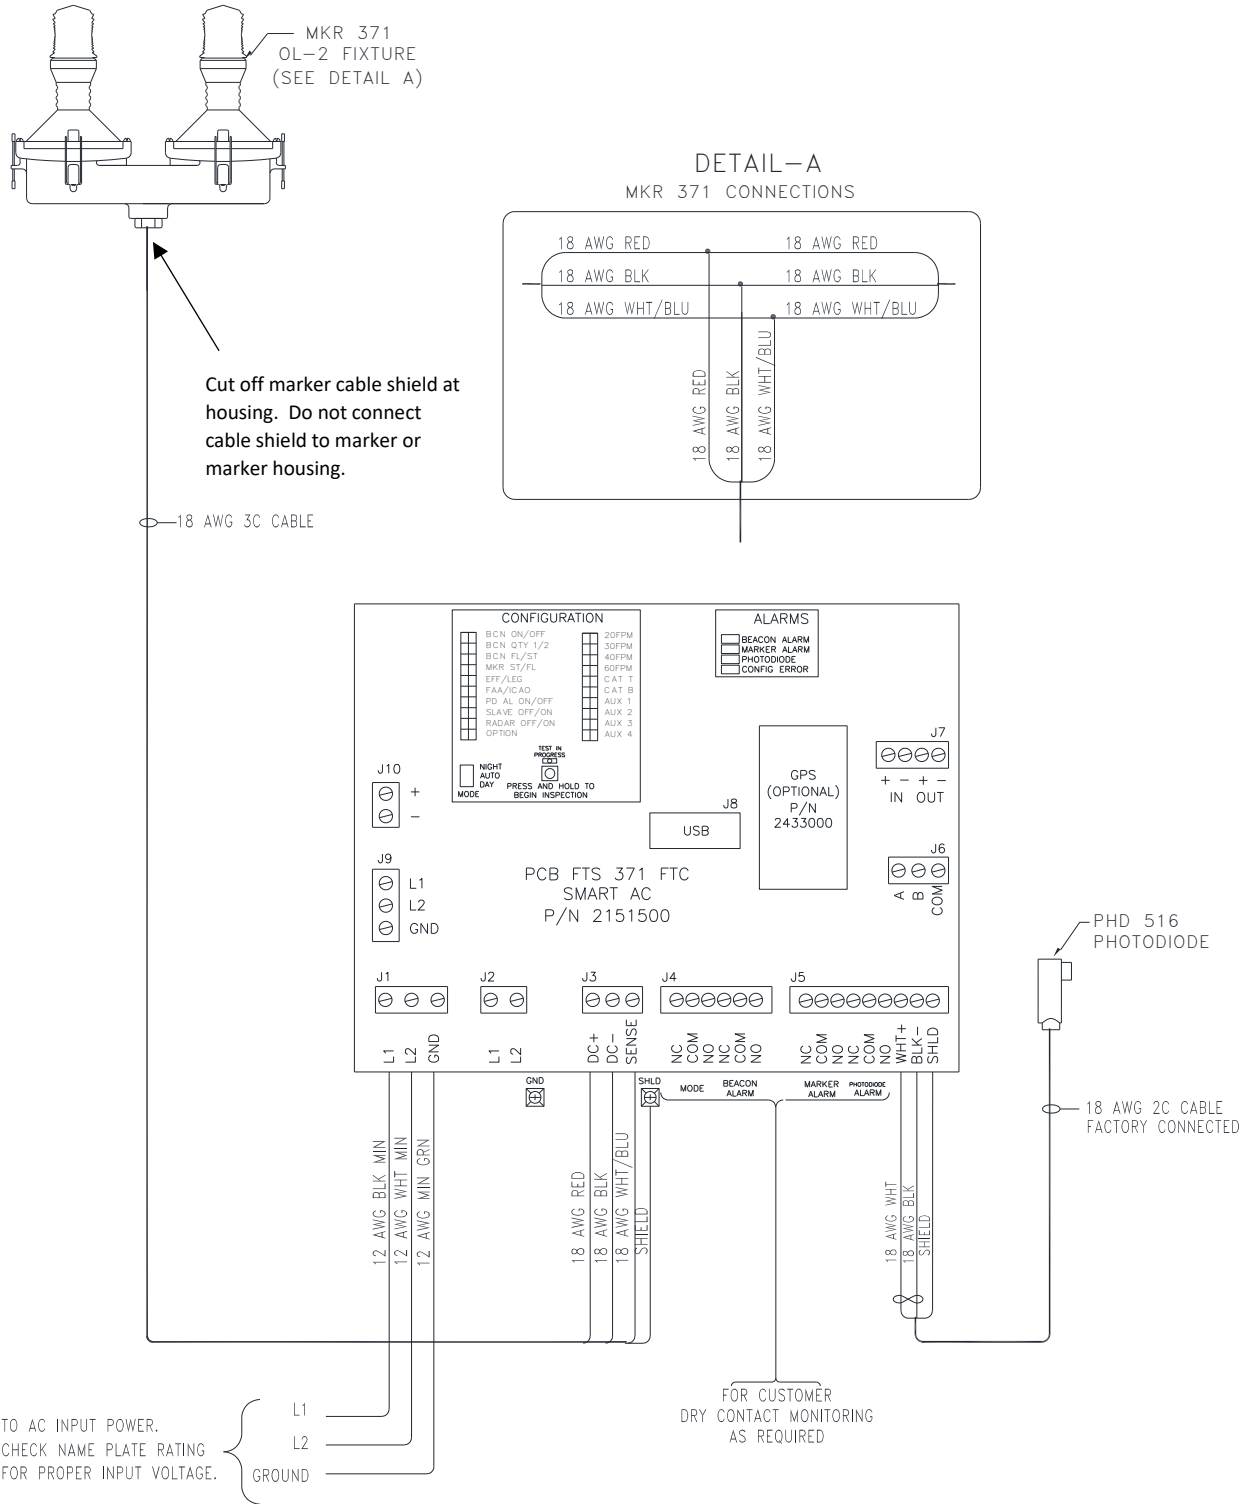 MKR 371
OL-2 FIXTURE
(SEE DETAIL A)
DETAIL-A
MKR 371 CONNECTIONS
18 AWG RED
18 AWG RED
18 AWG BLK
18 AWG BLK
18 AWG WHT/BLU
18 AWG WHT/BLU
18 AWG RED
18 AWG BLK
18 AWG WHT/BLU
Cut off marker cable shield at
housing. Do not connect
cable shield to marker or
marker housing.
18 AWG 3C CABLE
CONFIGURATION
BCN ON/OFF
BCN QTY 1/2
BCN FL/ST
MKR ST/FL
EFF/LEG
FAA/ICAO
PD AL ON/OFF
SLAVE OFF/ON
RADAR OFF/ON
OPTION
20FPM
30FPM
40FPM
60FPM
CAT T
CAT B
AUX 1
AUX 2
AUX 3
AUX 4
TEST IN
PROGRESS
NIGHT
AUTO
DAY
MODE
PRESS AND HOLD TO
BEGIN INSPECTION
ALARMS
BEACON ALARM
MARKER ALARM
PHOTODIODE
CONFIG ERROR
J10
+
-
J9
L1
L2
GND
J8
USB
GPS
(OPTIONAL)
P/N
2433000
J7
+ - + -
IN OUT
J6
A
B
COM
PCB FTS 371 FTC
SMART AC
P/N 2151500
PHD 516
PHOTODIODE
J1
L1
L2
GND
J2
L1
L2
J3
DC+
DC-
SENSE
J4
NC
COM
NO
NC
COM
NO
J5
NC
COM
NO
NC
COM
NO
WHT+
BLK-
SHLD
GND
SHLD
MODE
BEACON
ALARM
MARKER
ALARM
PHOTODIODE
ALARM
18 AWG 2C CABLE
FACTORY CONNECTED
12 AWG BLK MIN
12 AWG WHT MIN
12 AWG MIN GRN
18 AWG RED
18 AWG BLK
18 AWG WHT/BLU
SHIELD
18 AWG WHT
18 AWG BLK
SHIELD
FOR CUSTOMER
DRY CONTACT MONITORING
AS REQUIRED
TO AC INPUT POWER.
CHECK NAME PLATE RATING
FOR PROPER INPUT VOLTAGE.
L1
L2
GROUND